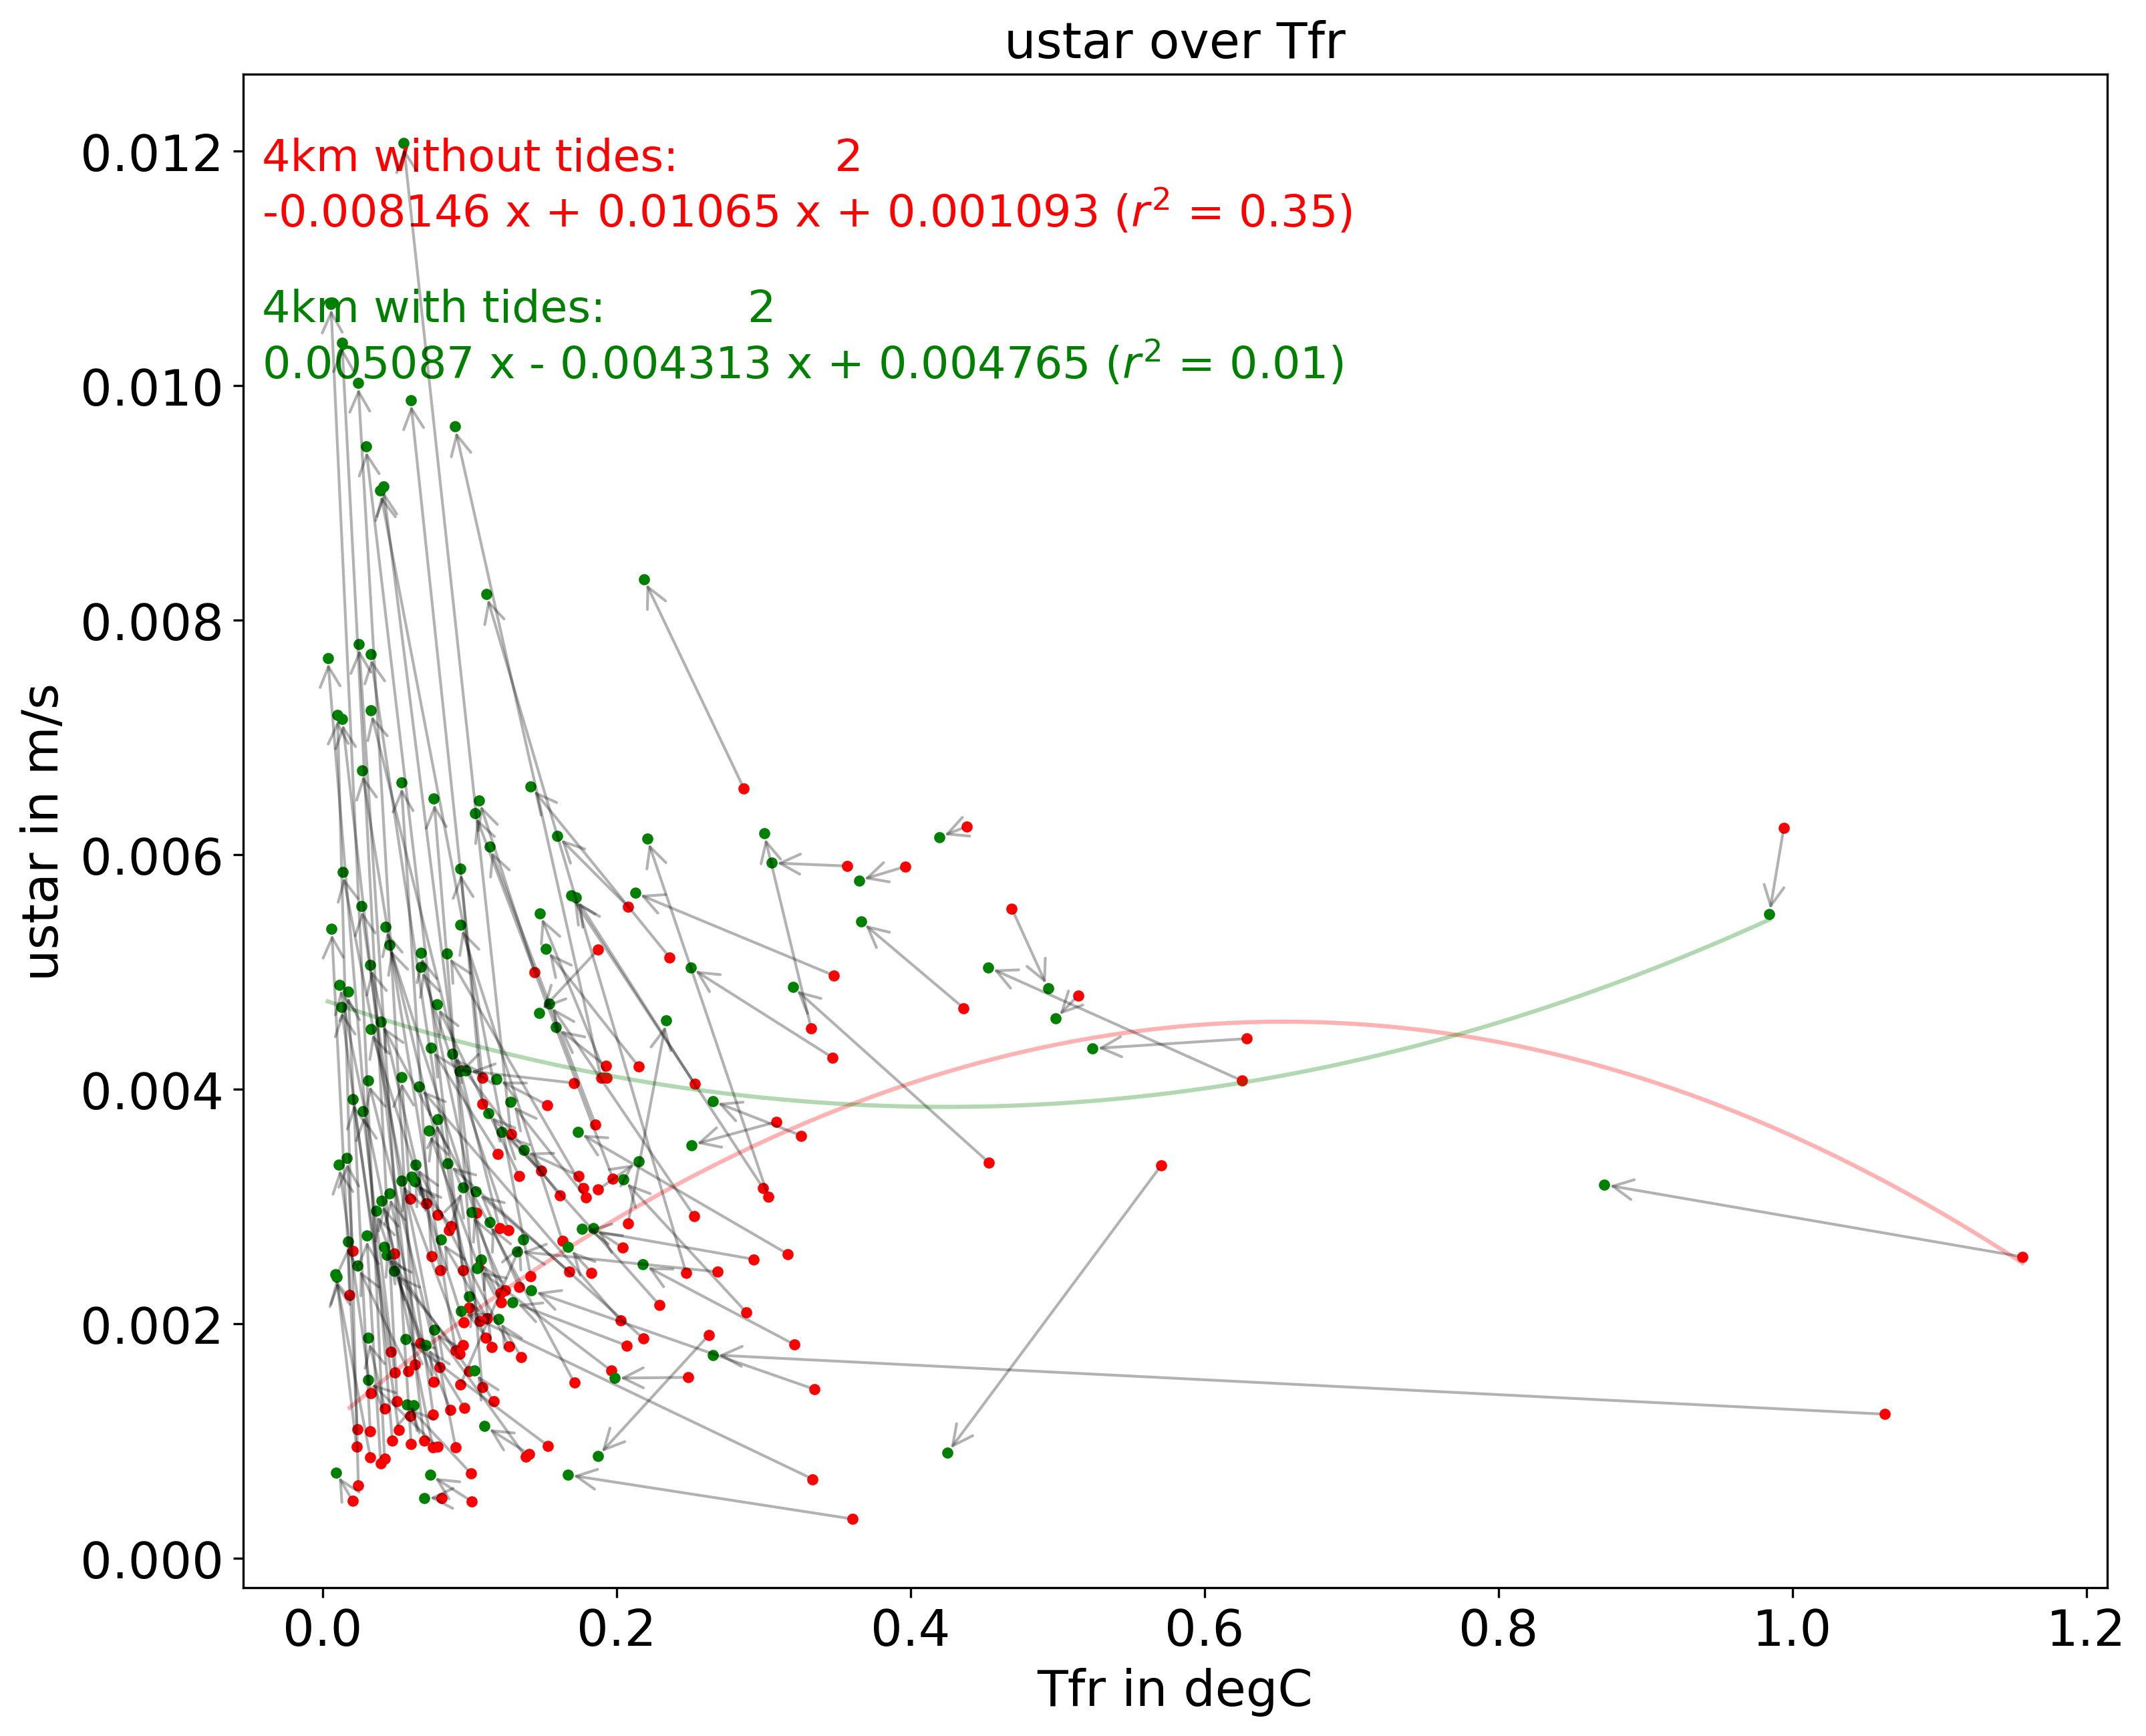 ustar over Tfr
4km without tides: 2
-0.008146 x + 0.01065 x + 0.001093 (r² = 0.35)
4km with tides: 2
0.005087 x - 0.004313 x + 0.004765 (r² = 0.01)
0.012
0.010
0.008
0.006
0.004
0.002
0.000
ustar in m/s
0.0 0.2 0.4 0.6 0.8 1.0 1.2
Tfr in degC